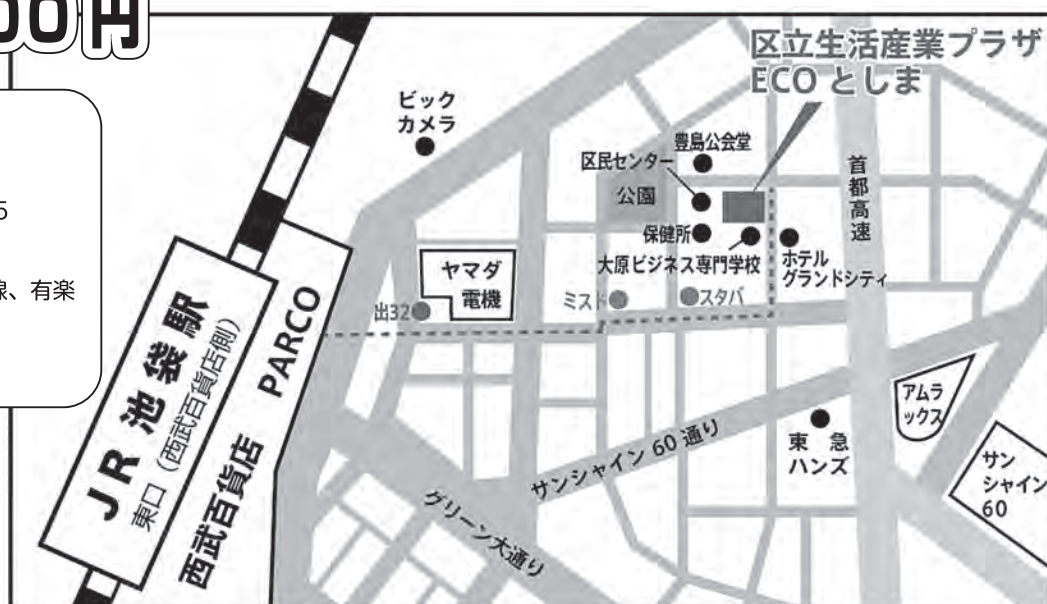 00円
5
線、有楽
区立生活産業プラザ
ECO としま
ビック
カメラ
豊島公会堂
区民センター
公園
首都高速
保健所
大原ビジネス専門学校
ホテル
グランドシティ
ヤマダ
電機
出32
ミスド
スタバ
JR 池袋駅
東口(西武百貨店側)
西武百貨店 PARCO
サンシャイン 60 通り
グリーン大通り
東急
ハンズ
アムラ
ックス
サン
シャイン
60